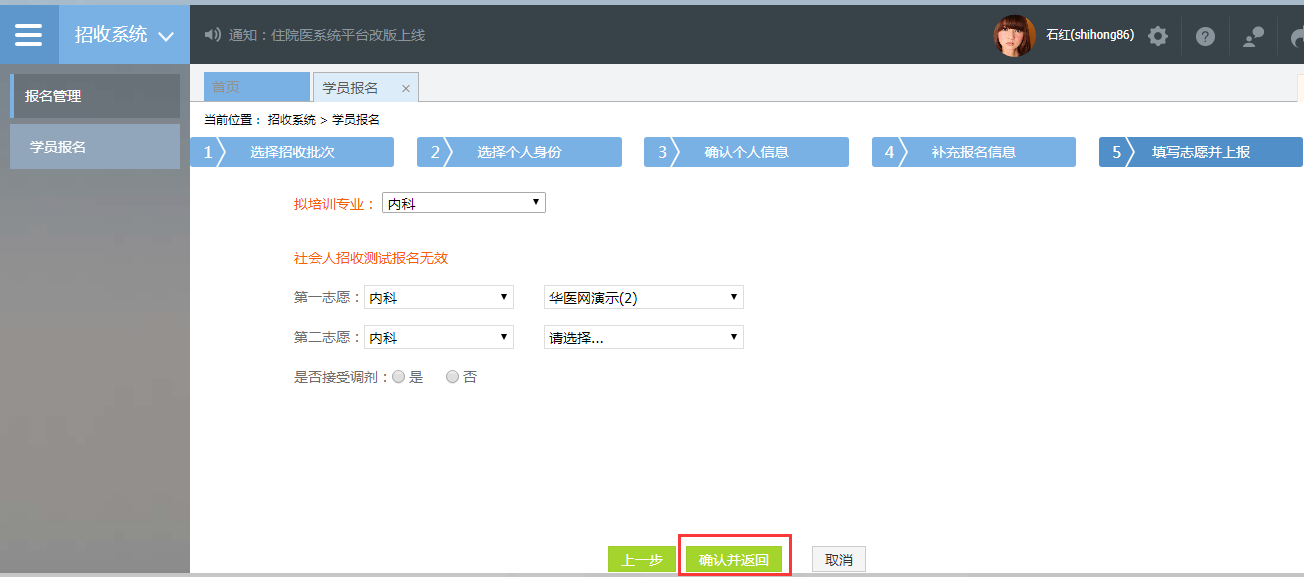 招收系统
通知：住院医系统平台改版上线
石红(shihong86)
报名管理
学员报名
首页
学员报名 ×
当前位置： 招收系统 > 学员报名
1 选择招收批次
2 选择个人身份
3 确认个人信息
4 补充报名信息
5 填写志愿并上报
拟培训专业： 内科
社会人招收测试报名无效
第一志愿： 内科 华医网演示(2)
第二志愿： 内科 请选择...
是否接受调剂： 是 否
上一步 确认并返回 取消